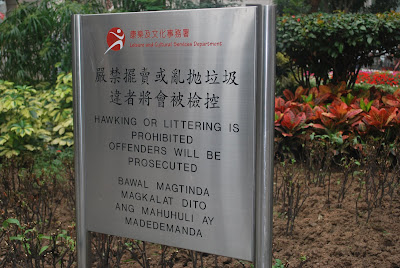 康樂及文化事務署
Leisure and Cultural Services Department
嚴禁擺賣或亂拋垃圾
違者將會被檢控
HAWKING OR LITTERING IS
PROHIBITED
OFFENDERS WILL BE
PROSECUTED
BAWAL MAGTINDA
MAGKALAT DITO
ANG MAHUHULI AY
MADEDEMANDA